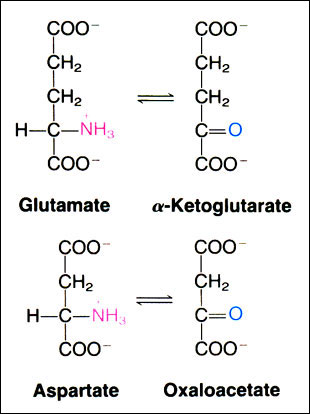 COO⁻ COO⁻
CH₂ CH₂
CH₂ ⇌ CH₂
H—C—NH₃⁺ C=O
COO⁻ COO⁻
Glutamate α-Ketoglutarate
COO⁻ COO⁻
CH₂ CH₂
H—C—NH₃⁺ ⇌ C=O
COO⁻ COO⁻
Aspartate Oxaloacetate